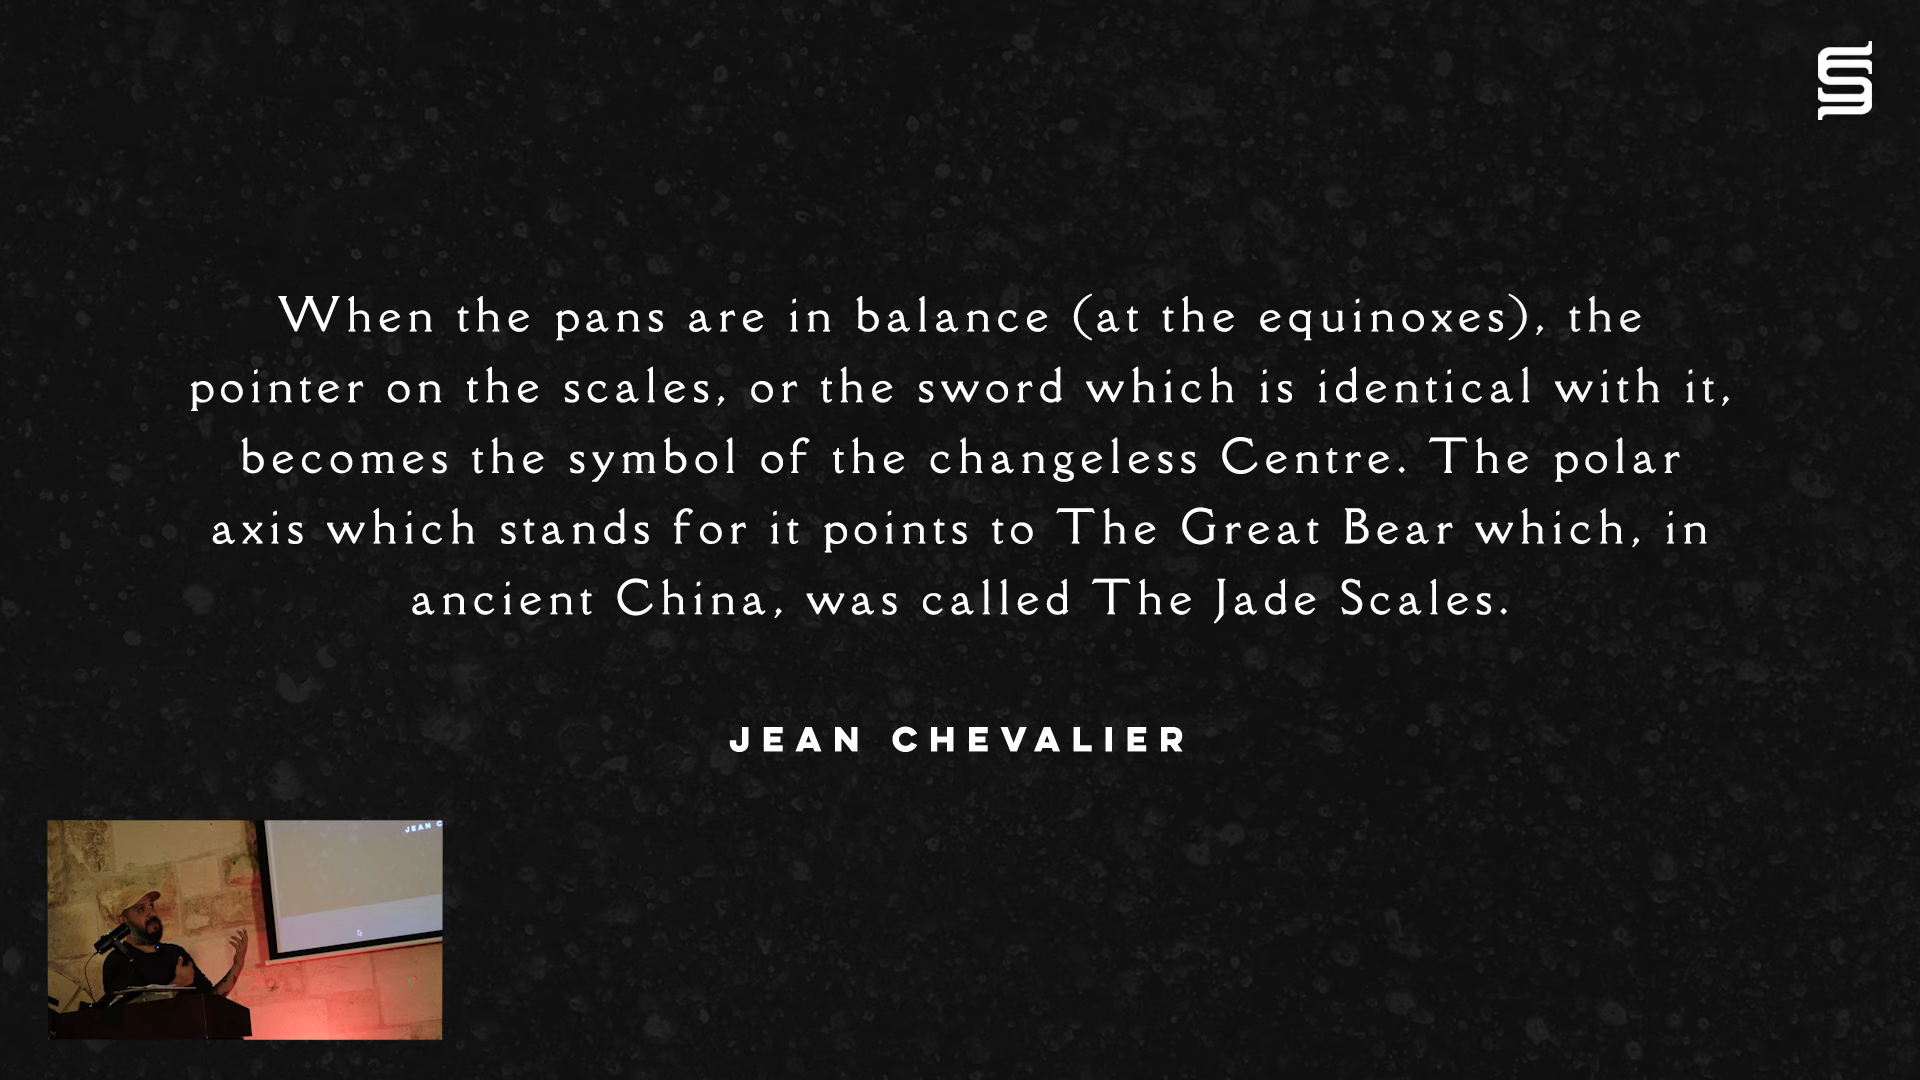 When the pans are in balance (at the equinoxes), the
pointer on the scales, or the sword which is identical with it,
becomes the symbol of the changeless Centre. The polar
axis which stands for it points to The Great Bear which, in
ancient China, was called The Jade Scales.
JEAN CHEVALIER
JEAN C